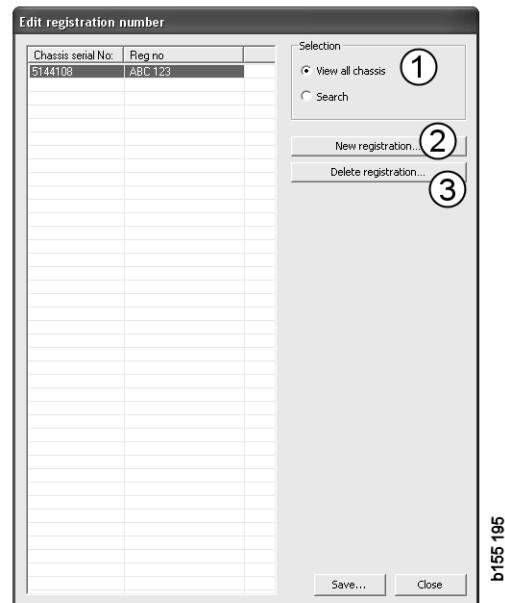 Edit registration number
Chassis serial No: Reg no
5144108 ABC 123
Selection
View all chassis
1
Search
New registration...
2
Delete registration...
3
Save... Close
b155 195